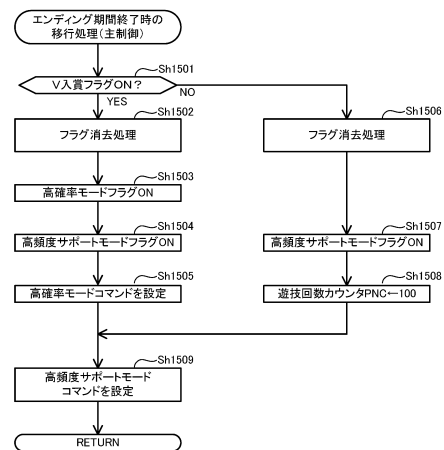 エンディング期間終了時の
移行処理(主制御)
Sh1501
V入賞フラグON?
YES
NO
Sh1502
フラグ消去処理
Sh1506
フラグ消去処理
Sh1503
高確率モードフラグON
Sh1504
高頻度サポートモードフラグON
Sh1507
高頻度サポートモードフラグON
Sh1505
高確率モードコマンドを設定
Sh1508
遊技回数カウンタPNC←100
Sh1509
高頻度サポートモード
コマンドを設定
RETURN